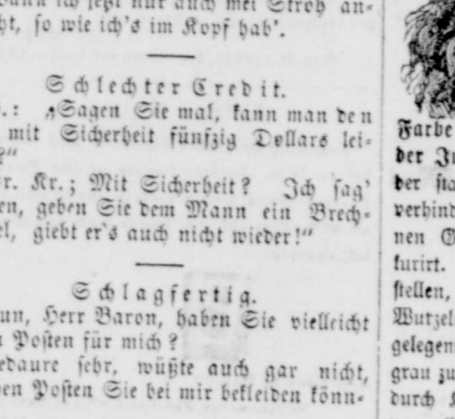 ich jetzt nur auch mei Stroh an-
ht, so wie ich's im Kopf hab'.
Schlechter Credit.
.: „Sagen Sie mal, kann man den
mit Sicherheit fünfzig Dollars lei-
?“
r. Kr.; Mit Sicherheit? Ich sag'
en, geben Sie dem Mann ein Brech-
el, giebt er's auch nicht wieder!“
Schlagfertig.
un, Herr Baron, haben Sie vielleicht
n Posten für mich?
edaure sehr, wüßte auch gar nicht,
en Posten Sie bei mir bekleiden könn-
Farbe
der
der
verhind
nen
kurirt.
stellen,
Wurzel
gelegen
grau zu
durch